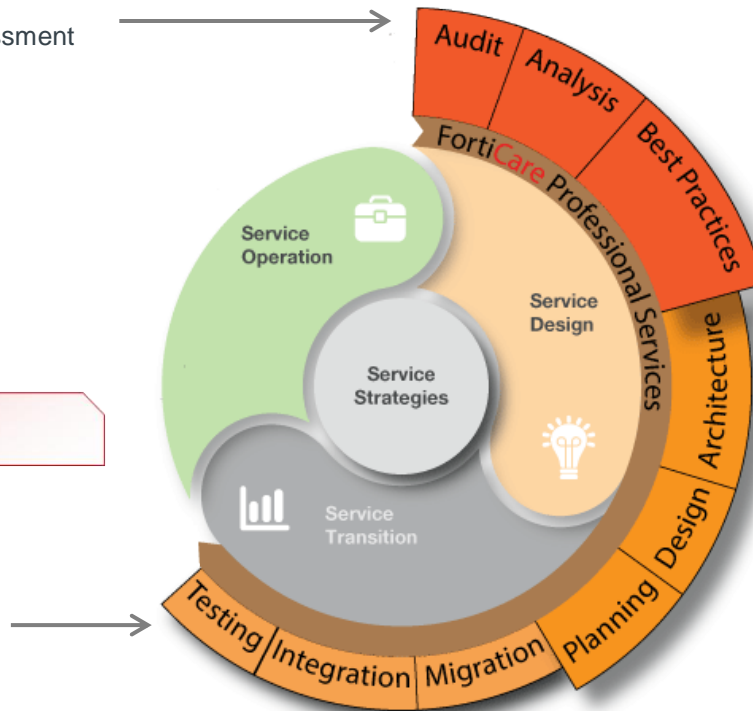 ssment
Audit
Analysis
Best Practices
FortiCare Professional Services
Service
Operation
Service
Design
Service
Strategies
Service
Transition
Architecture
Design
Planning
Migration
Integration
Testing